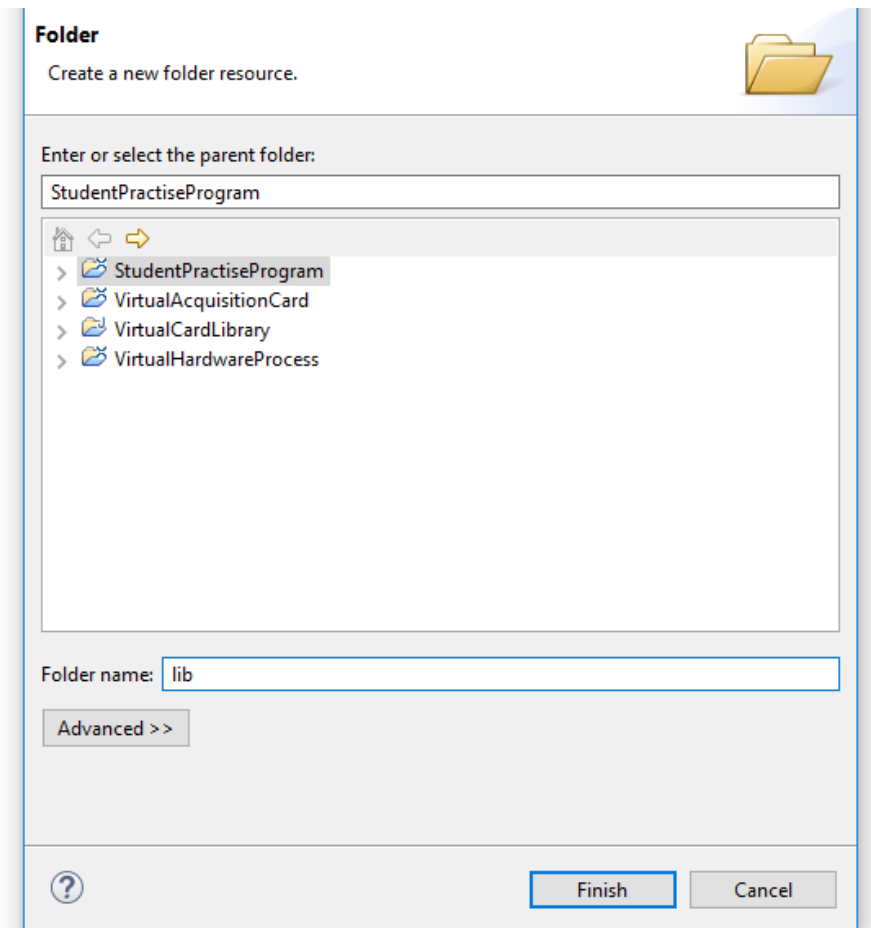 Folder
Create a new folder resource.
Enter or select the parent folder:
StudentPractiseProgram
StudentPractiseProgram
VirtualAcquisitionCard
VirtualCardLibrary
VirtualHardwareProcess
Folder name: lib
Advanced >>
? Finish Cancel